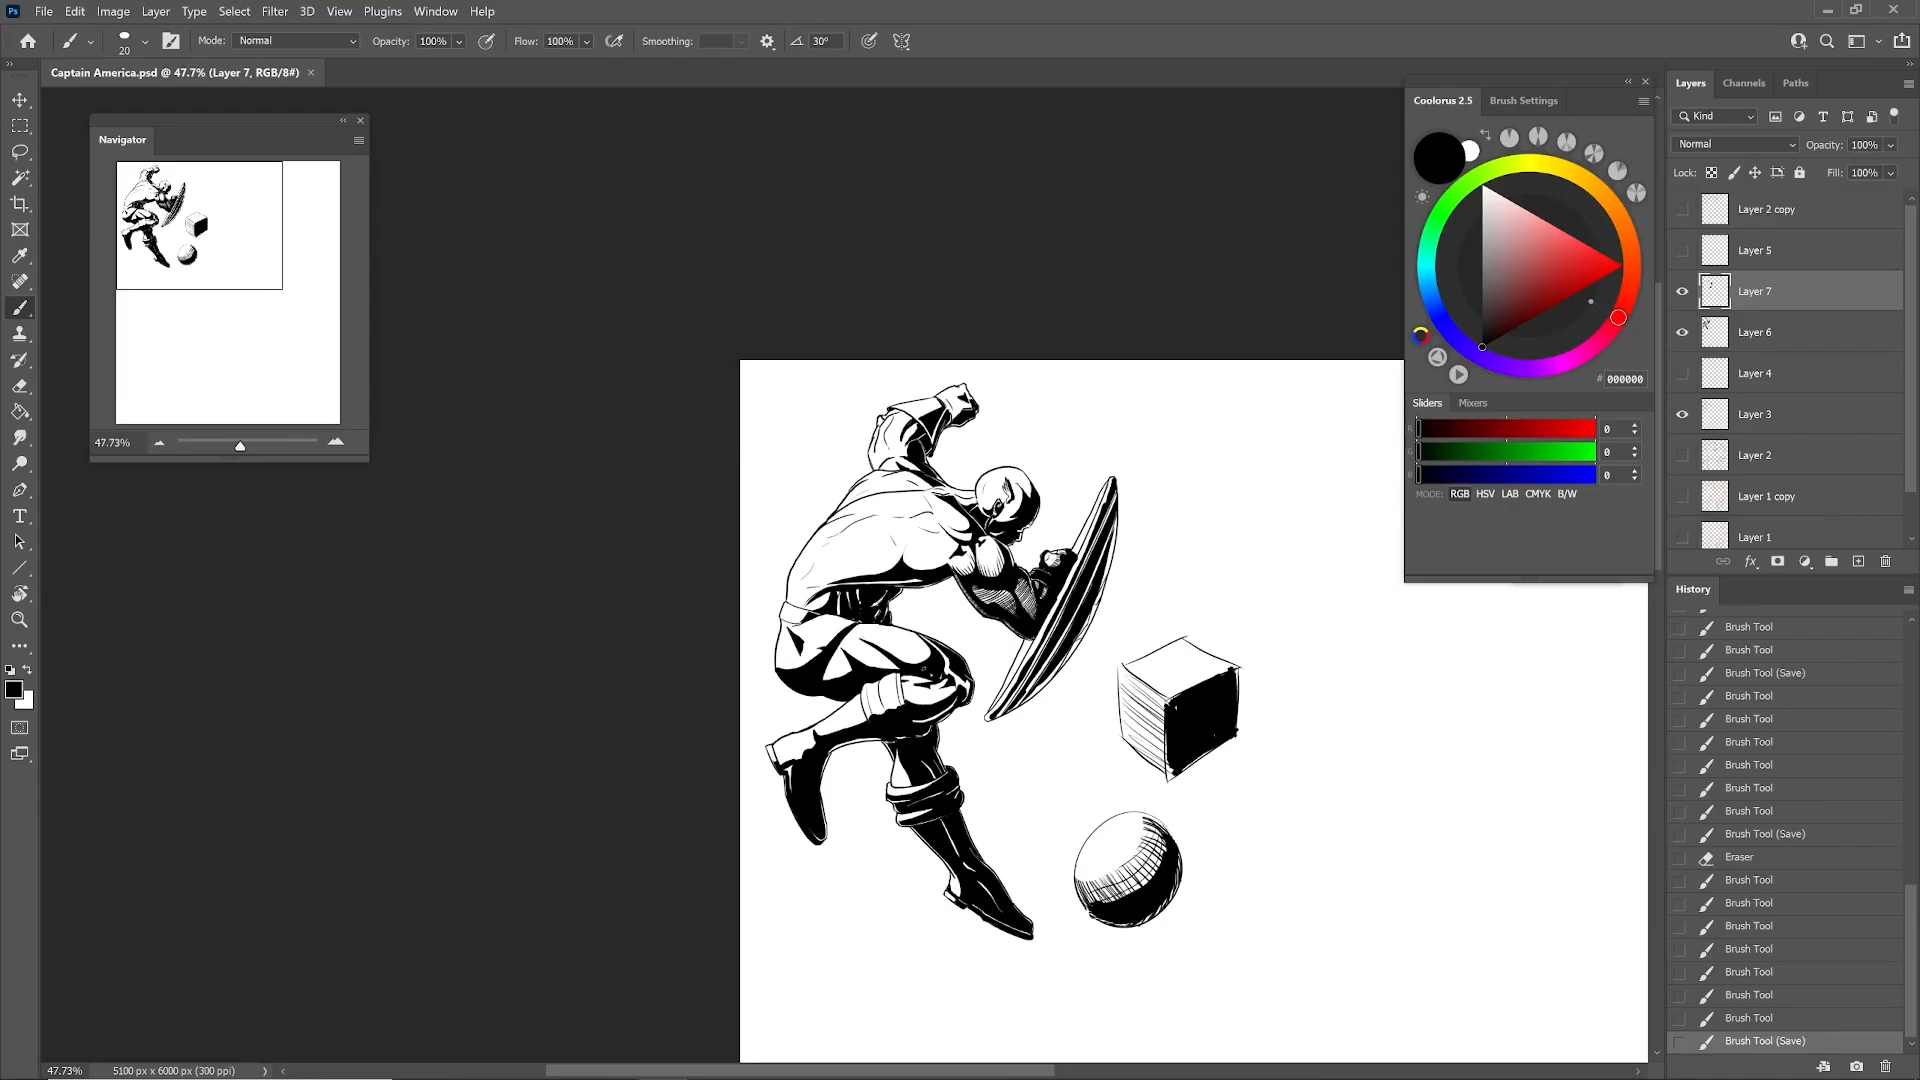 Ps File Edit Image Layer Type Select Filter 3D View Plugins Window Help
20 Mode: Normal Opacity: 100% Flow: 100% Smoothing: 30°
Captain America.psd @ 47.7% (Layer 7, RGB/8#)
Navigator
47.73%
Coolorus 2.5 Brush Settings
# 000000
Sliders Mixers
R 0
G 0
B 0
MODE: RGB HSV LAB CMYK B/W
Layers Channels Paths
Kind
Normal Opacity: 100%
Lock: Fill: 100%
Layer 2 copy
Layer 5
Layer 7
Layer 6
Layer 4
Layer 3
Layer 2
Layer 1 copy
Layer 1
History
Brush Tool
Brush Tool
Brush Tool (Save)
Brush Tool
Brush Tool
Brush Tool
Brush Tool
Brush Tool
Brush Tool
Brush Tool (Save)
Eraser
Brush Tool
Brush Tool
Brush Tool
Brush Tool
Brush Tool
Brush Tool
Brush Tool
Brush Tool (Save)
47.73% 5100 px x 6000 px (300 ppi)